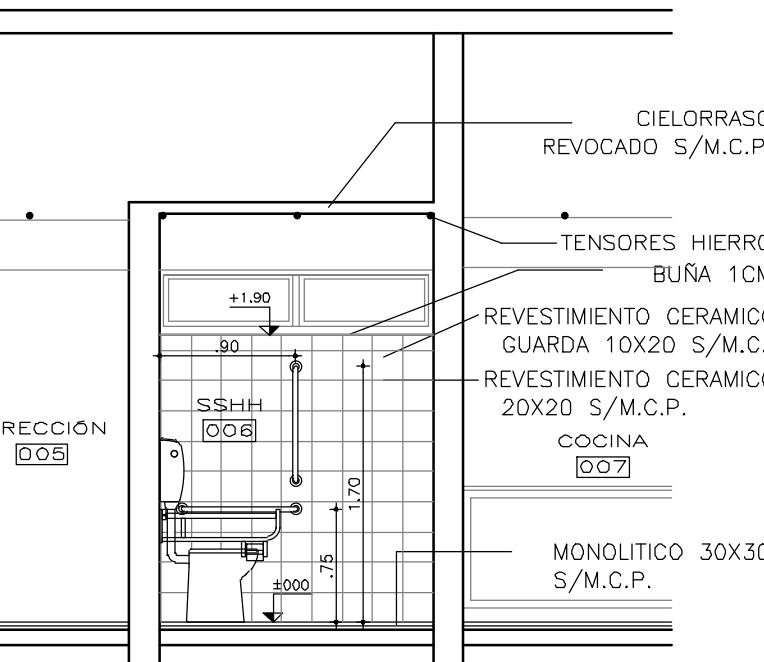 CIELORRASO
REVOCADO S/M.C.P.
TENSORES HIERRO
BUÑA 1CM
+1.90
REVESTIMIENTO CERAMICO
GUARDA 10X20 S/M.C.
.90
REVESTIMIENTO CERAMICO
20X20 S/M.C.P.
SSHH
006
RECCIÓN
005
COCINA
007
1.70
.75
MONOLITICO 30X30
S/M.C.P.
±000